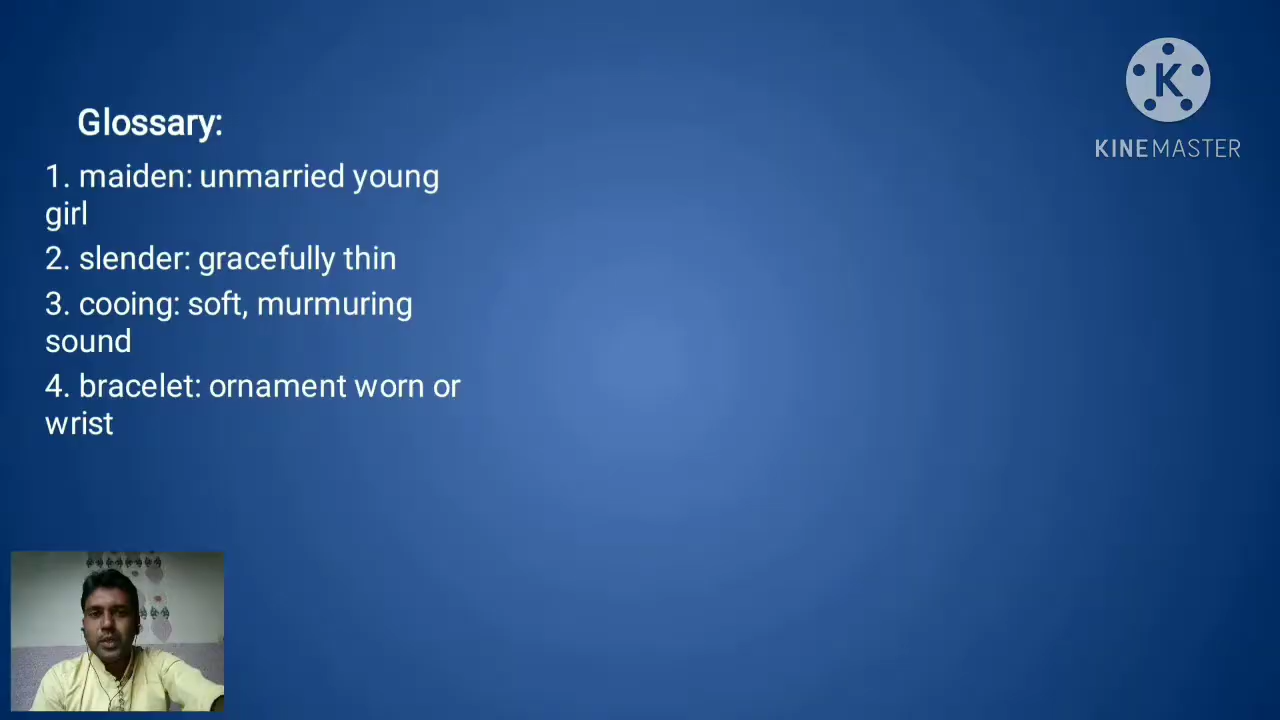 Glossary:
1. maiden: unmarried young
girl
2. slender: gracefully thin
3. cooing: soft, murmuring
sound
4. bracelet: ornament worn or
wrist
K
KINEMASTER